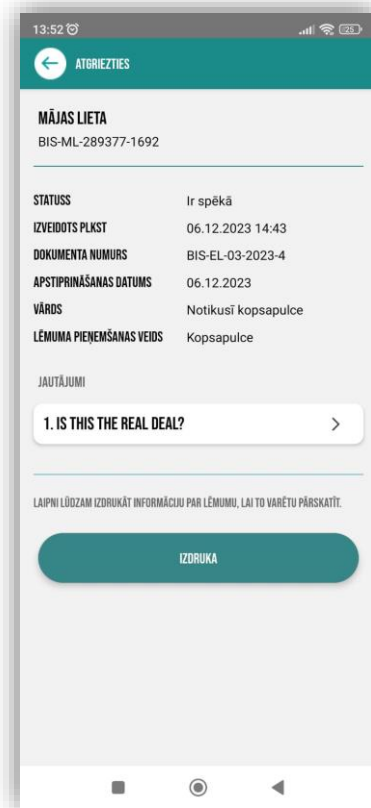 13:52 25
ATGRIEZTIES
MĀJAS LIETA
BIS-ML-289377-1692
STATUSS Ir spēkā
IZVEIDOTS PLKST 06.12.2023 14:43
DOKUMENTA NUMURS BIS-EL-03-2023-4
APSTIPRINĀŠANAS DATUMS 06.12.2023
VĀRDS Notikusī kopsapulce
LĒMUMA PIEŅEMŠANAS VEIDS Kopsapulce
JAUTĀJUMI
1. IS THIS THE REAL DEAL?
LAIPNI LŪDZAM IZDRUKĀT INFORMĀCIJU PAR LĒMUMU, LAI TO VARĒTU PĀRSKATĪT.
IZDRUKA